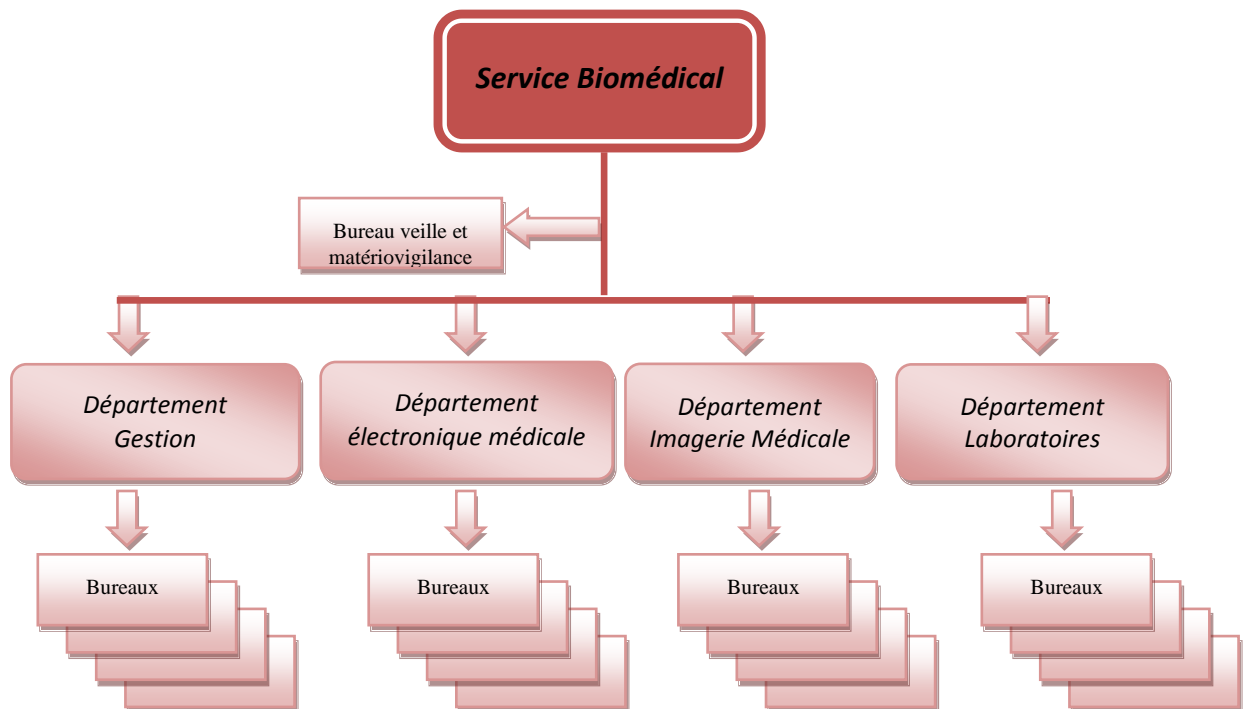 Service Biomédical
Bureau veille et
matériovigilance
Département
Gestion
Département
électronique médicale
Département
Imagerie Médicale
Département
Laboratoires
Bureaux
Bureaux
Bureaux
Bureaux